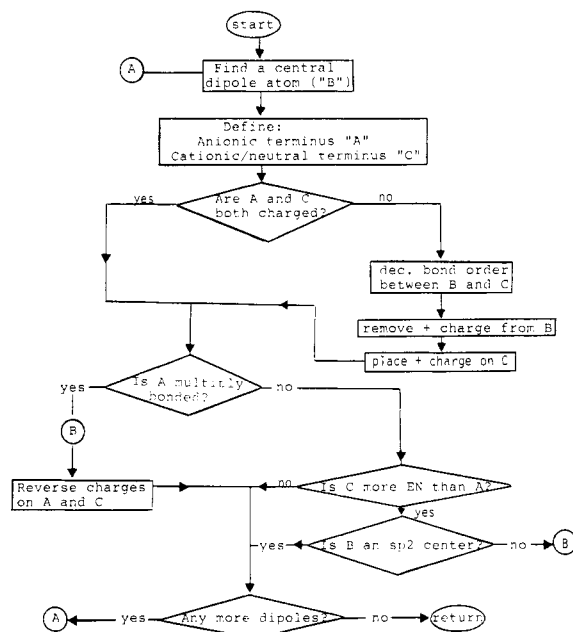 start
A
Find a central
dipole atom ("B")
Define:
Anionic terminus "A"
Cationic/neutral terminus "C"
yes
Are A and C
both charged?
no
dec. bond order
between B and C
remove + charge from B
place + charge on C
yes
Is A multiply
bonded?
no
B
Reverse charges
on A and C
no
Is C more EN than A?
yes
yes
Is B an sp2 center?
no
B
A
yes
Any more dipoles?
no
return